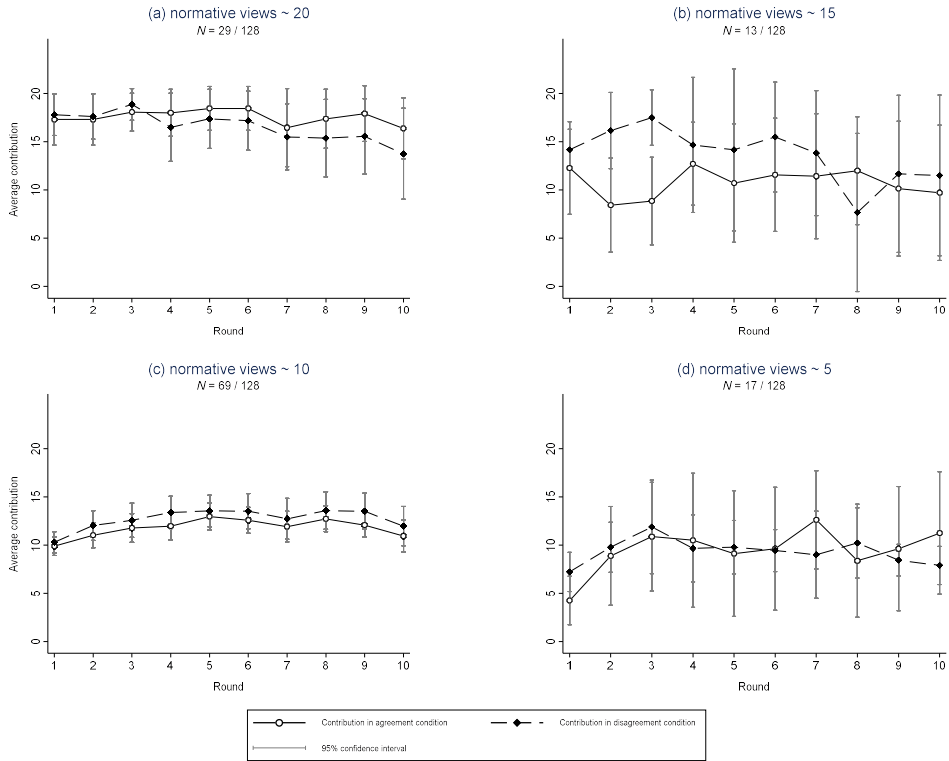 (a) normative views ~ 20
N = 29 / 128
20
15
10
5
0
Average contribution
1 2 3 4 5 6 7 8 9 10
Round
(b) normative views ~ 15
N = 13 / 128
20
15
10
5
0
1 2 3 4 5 6 7 8 9 10
Round
(c) normative views ~ 10
N = 69 / 128
20
15
10
5
0
Average contribution
1 2 3 4 5 6 7 8 9 10
Round
(d) normative views ~ 5
N = 17 / 128
20
15
10
5
0
1 2 3 4 5 6 7 8 9 10
Round
Contribution in agreement condition
Contribution in disagreement condition
95% confidence interval